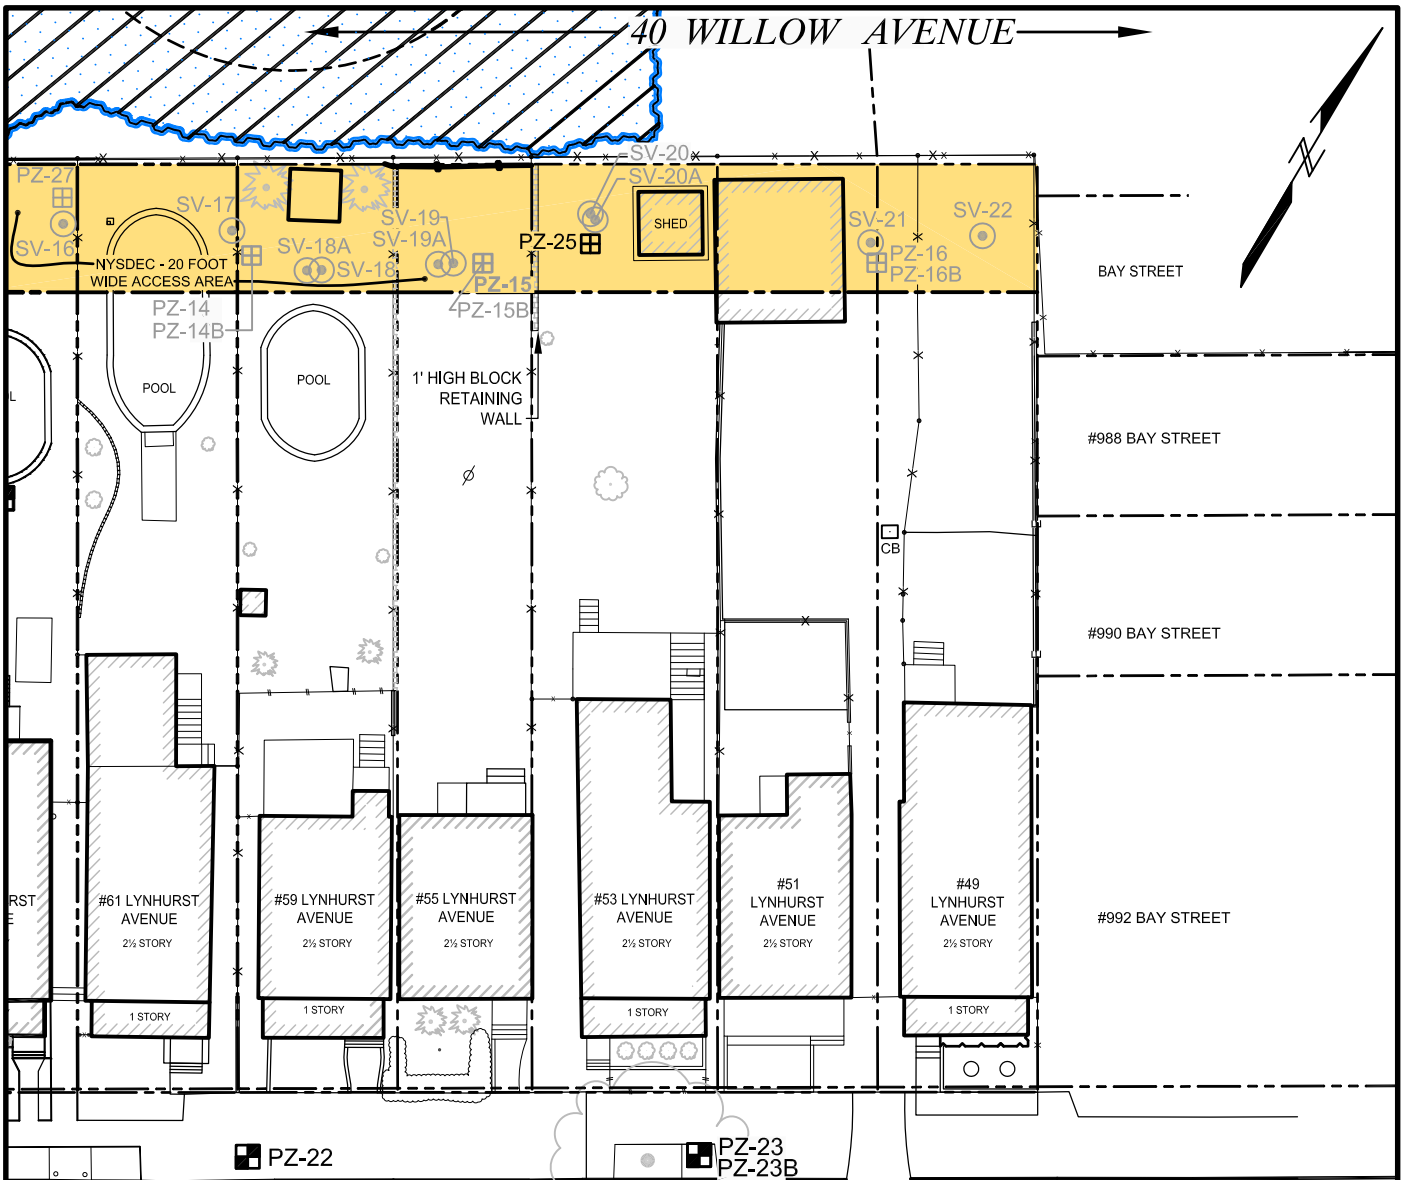 40 WILLOW AVENUE
N
SV-20
SV-20A
PZ-27
SV-17
SV-19
SHED
SV-21
SV-22
SV-16
SV-18A
SV-19A
PZ-25
PZ-16
PZ-16B
NYSDEC - 20 FOOT
WIDE ACCESS AREA
SV-18
PZ-15
PZ-15B
BAY STREET
PZ-14
PZ-14B
POOL
POOL
L
1' HIGH BLOCK
RETAINING
WALL
#988 BAY STREET
CB
#990 BAY STREET
RST
E
#61 LYNHURST
AVENUE
2½ STORY
#59 LYNHURST
AVENUE
2½ STORY
#55 LYNHURST
AVENUE
2½ STORY
#53 LYNHURST
AVENUE
2½ STORY
#51
LYNHURST
AVENUE
2½ STORY
#49
LYNHURST
AVENUE
2½ STORY
#992 BAY STREET
1 STORY
1 STORY
1 STORY
1 STORY
PZ-22
PZ-23
PZ-23B